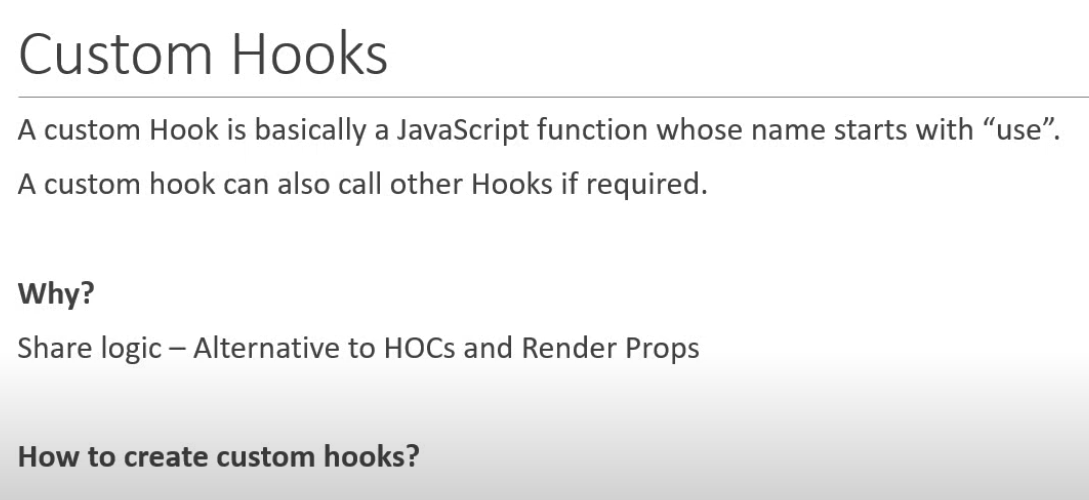 Custom Hooks
A custom Hook is basically a JavaScript function whose name starts with “use”.
A custom hook can also call other Hooks if required.
Why?
Share logic – Alternative to HOCs and Render Props
How to create custom hooks?